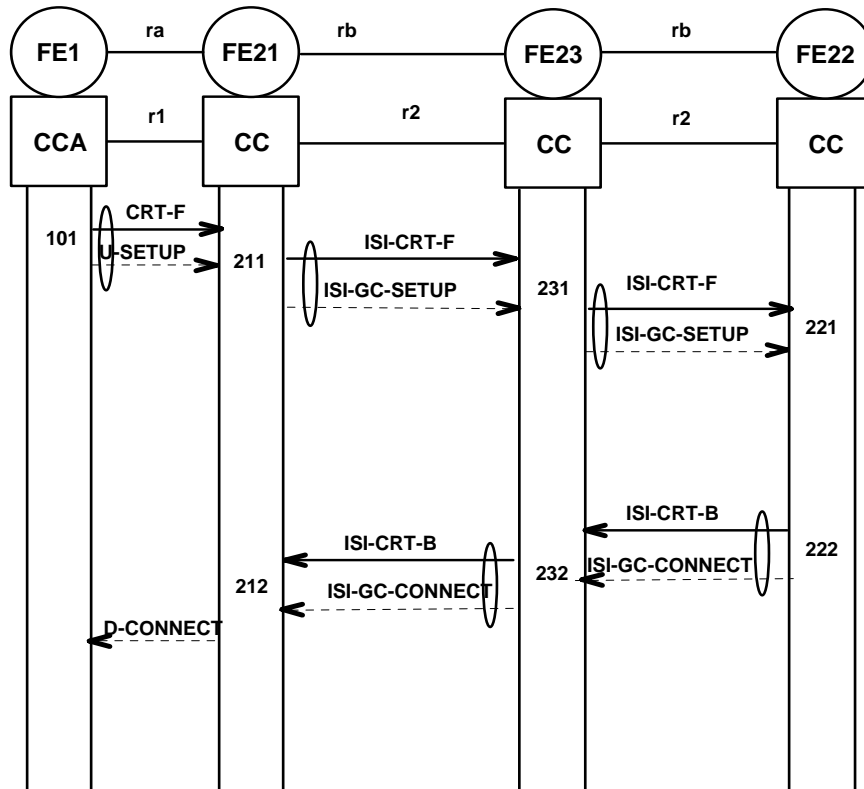 ra rb rb
FE1 FE21 FE23 FE22
r1 r2 r2
CCA CC CC CC
CRT-F
101
U-SETUP
211
ISI-CRT-F
ISI-GC-SETUP
231
ISI-CRT-F
ISI-GC-SETUP
221
ISI-CRT-B
222
ISI-GC-CONNECT
232
ISI-CRT-B
ISI-GC-CONNECT
212
D-CONNECT